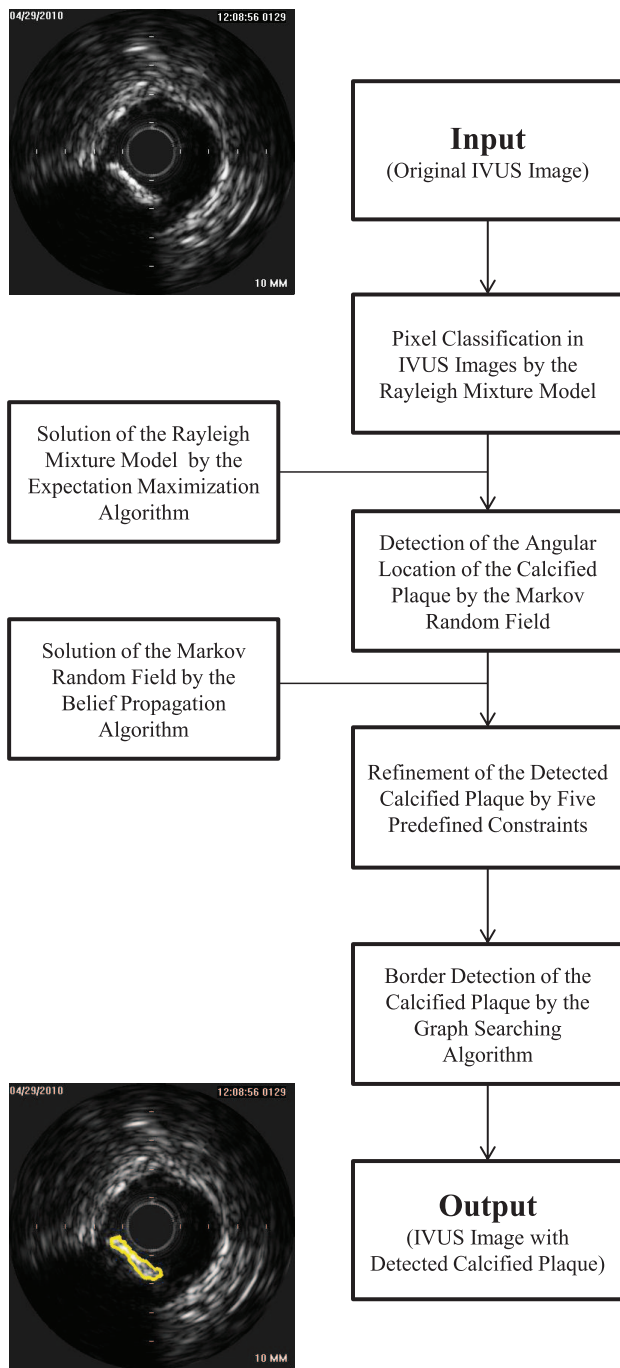 04/29/2010
12:08:56 0129
10 MM
Input
(Original IVUS Image)
Pixel Classification in
IVUS Images by the
Rayleigh Mixture Model
Solution of the Rayleigh
Mixture Model by the
Expectation Maximization
Algorithm
Detection of the Angular
Location of the Calcified
Plaque by the Markov
Random Field
Solution of the Markov
Random Field by the
Belief Propagation
Algorithm
Refinement of the Detected
Calcified Plaque by Five
Predefined Constraints
Border Detection of the
Calcified Plaque by the
Graph Searching
Algorithm
04/29/2010
12:08:56 0129
10 MM
Output
(IVUS Image with
Detected Calcified Plaque)